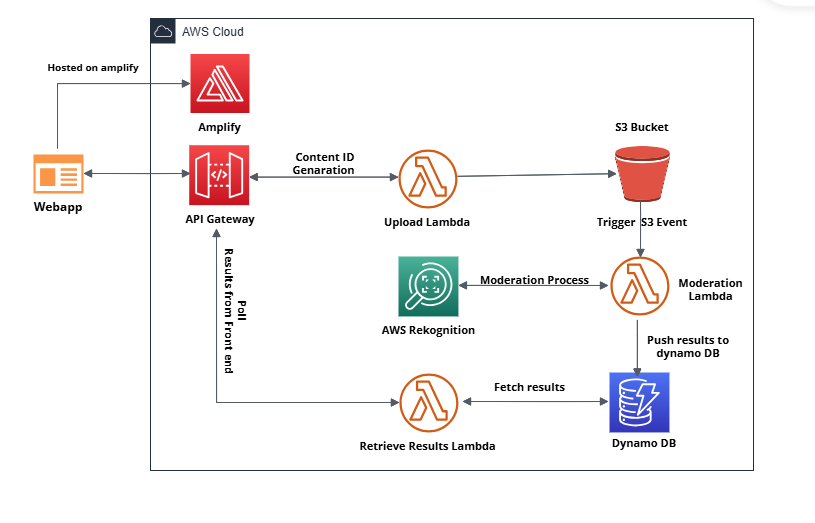 AWS Cloud
Hosted on amplify
Amplify
S3 Bucket
Content ID
Genaration
Webapp
API Gateway
Upload Lambda
Trigger S3 Event
Poll
Results from Front end
Moderation Process
Moderation
Lambda
AWS Rekognition
Push results to
dynamo DB
Fetch results
Retrieve Results Lambda
Dynamo DB